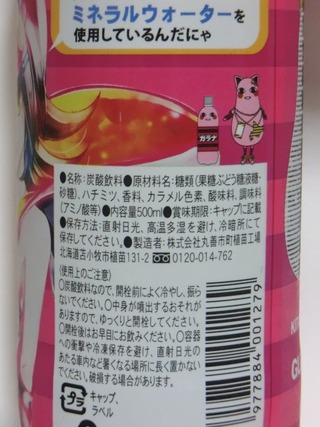 ミネラルウォーターを
使用しているんだにゃ
ガラナ
●名称:炭酸飲料●原材料名:糖類(果糖ぶどう糖液糖・
砂糖)、ハチミツ、香料、カラメル色素、酸味料、調味料
(アミノ酸等)●内容量500ml●賞味期限:キャップに記載
●保存方法:直射日光、高温多湿を避け、冷暗所にて
保存してください。●製造者:株式会社丸善市町植苗工場
北海道苫小牧市植苗131-2 0120-014-762
〈使用上のご注意〉
○炭酸飲料なので、開栓前によく冷やし、振ら
ないでください。○中身が噴出するおそれが
ありますので、ゆっくりと開栓してください。
○開栓後はお早目にお飲みください。○容器
への衝撃や冷凍保存を避け、直射日光の
あたる車内など暑くなる場所に長く置かない
でください。破損する場合があります。
プラ
キャップ、
ラベル
4977884001279